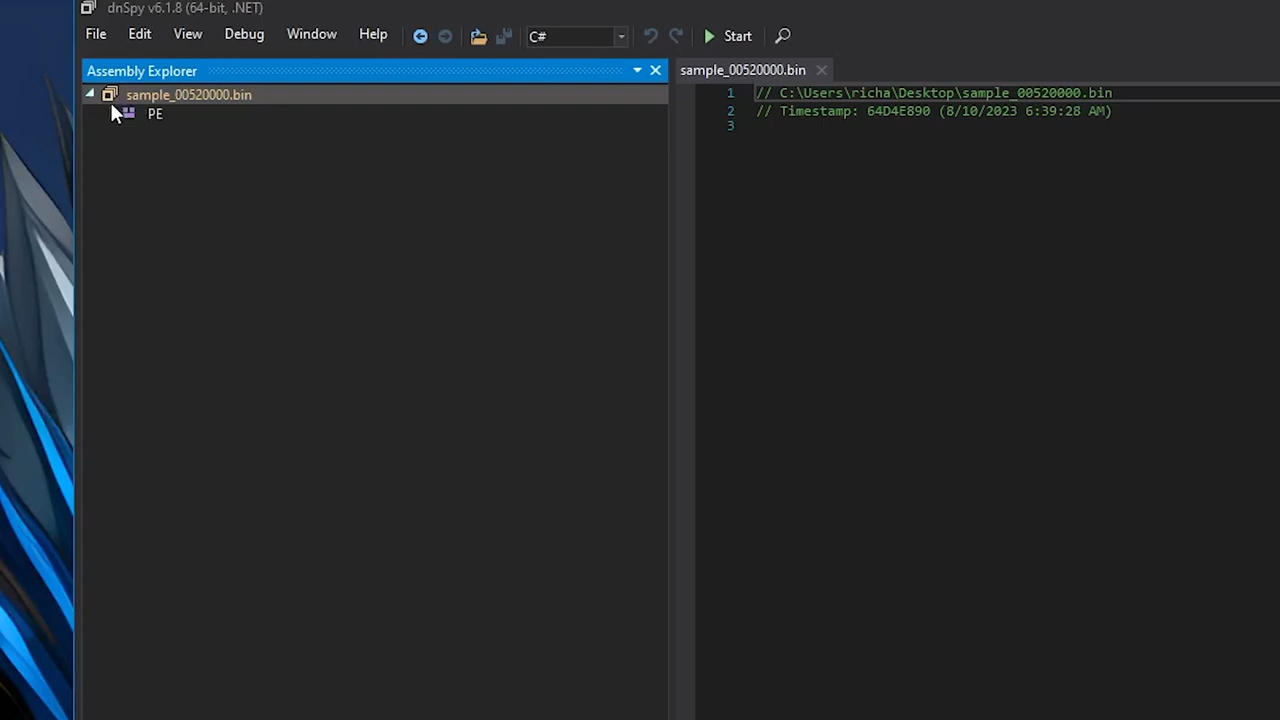 dnSpy v6.1.8 (64-bit, .NET)
File Edit View Debug Window Help C# Start
Assembly Explorer
sample_00520000.bin
PE
sample_00520000.bin
1 // C:\Users\richa\Desktop\sample_00520000.bin
2 // Timestamp: 64D4E890 (8/10/2023 6:39:28 AM)
3